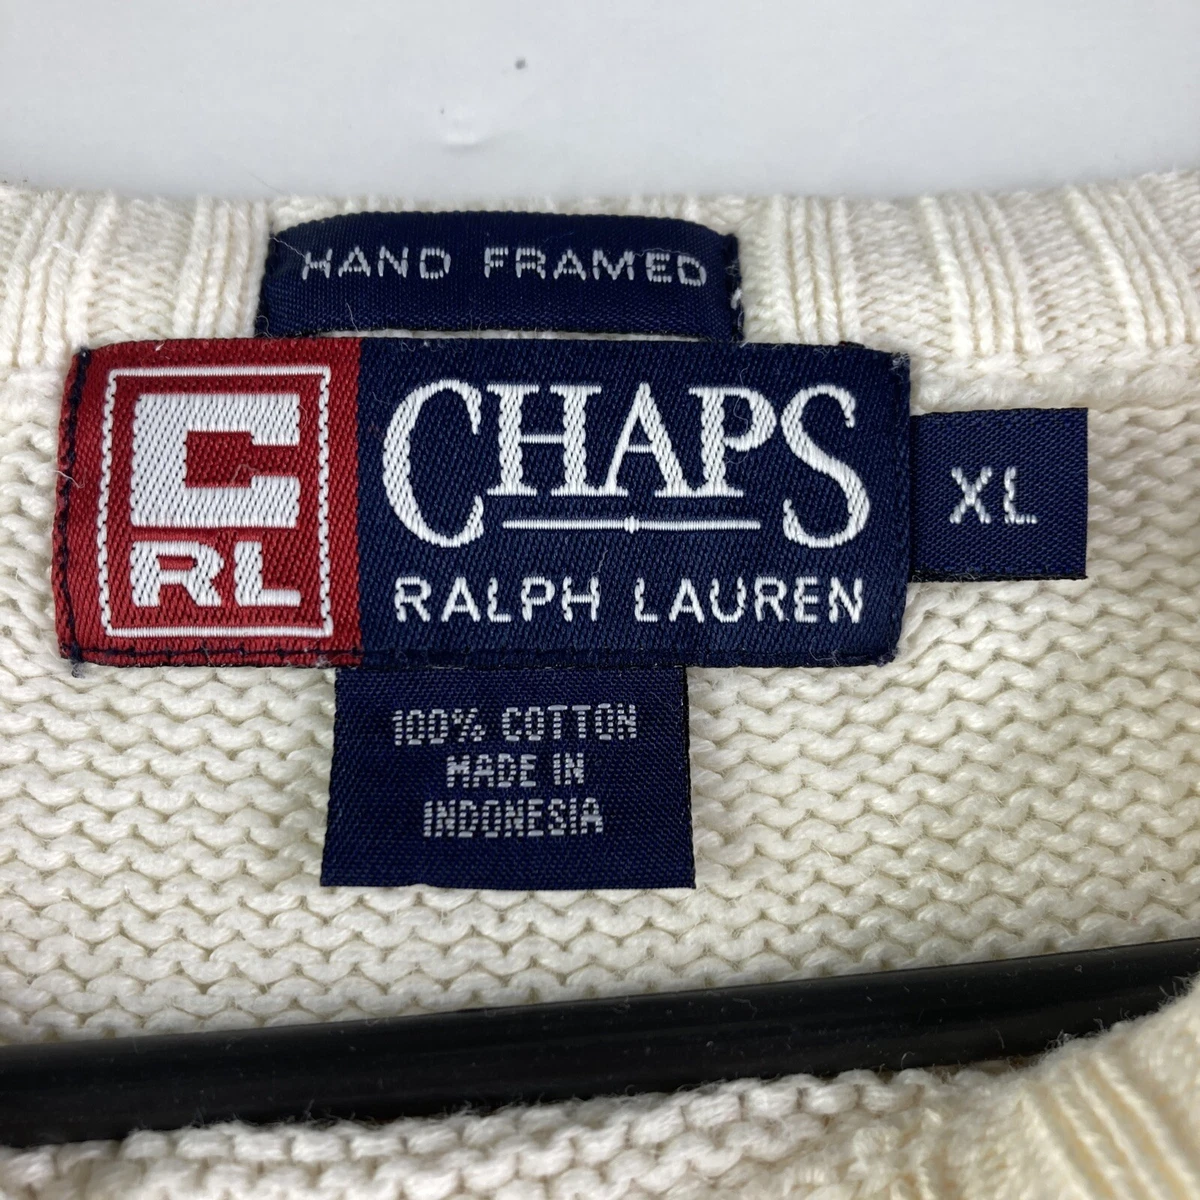 HAND FRAMED
C
RL
CHAPS
RALPH LAUREN
XL
100% COTTON
MADE IN
INDONESIA